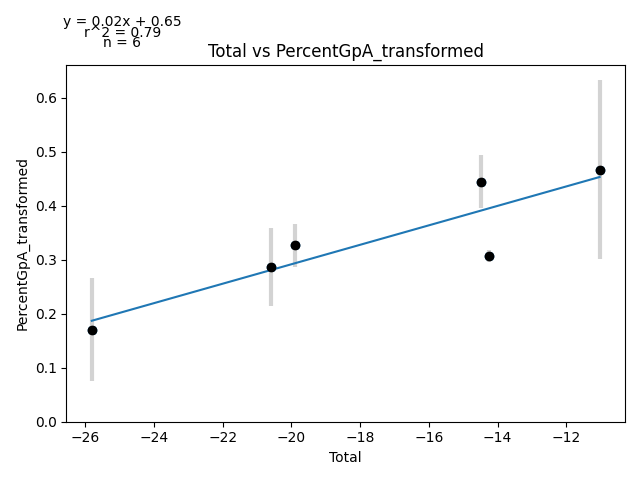 y = 0.02x + 0.65
r^2 = 0.79
n = 6
Total vs PercentGpA_transformed
PercentGpA_transformed
0.6
0.5
0.4
0.3
0.2
0.1
0.0
−26 −24 −22 −20 −18 −16 −14 −12
Total